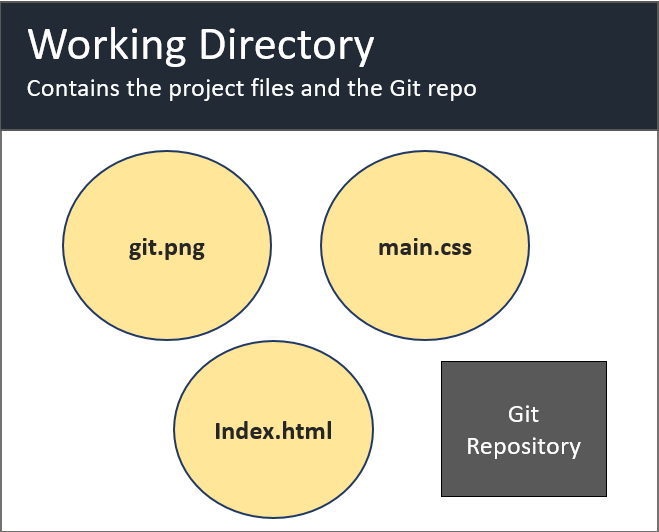 Working Directory
Contains the project files and the Git repo
git.png
main.css
Index.html
Git
Repository